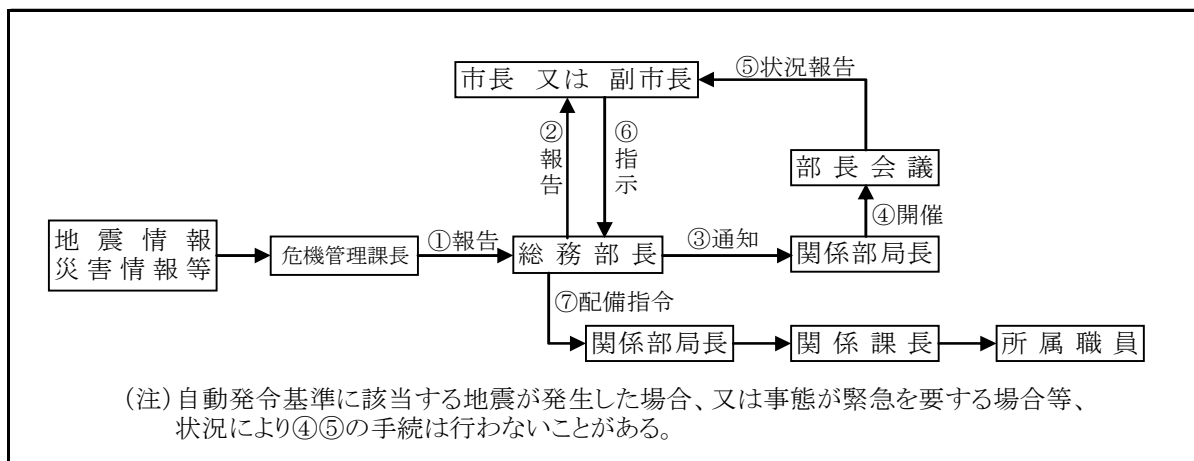 市長 又は 副市長
⑤状況報告
②報告
⑥指示
部長会議
④開催
地震情報
災害情報等
危機管理課長
①報告
総務部長
③通知
関係部局長
⑦配備指令
関係部局長
関係課長
所属職員
(注)自動発令基準に該当する地震が発生した場合、又は事態が緊急を要する場合等、
状況により④⑤の手続は行わないことがある。